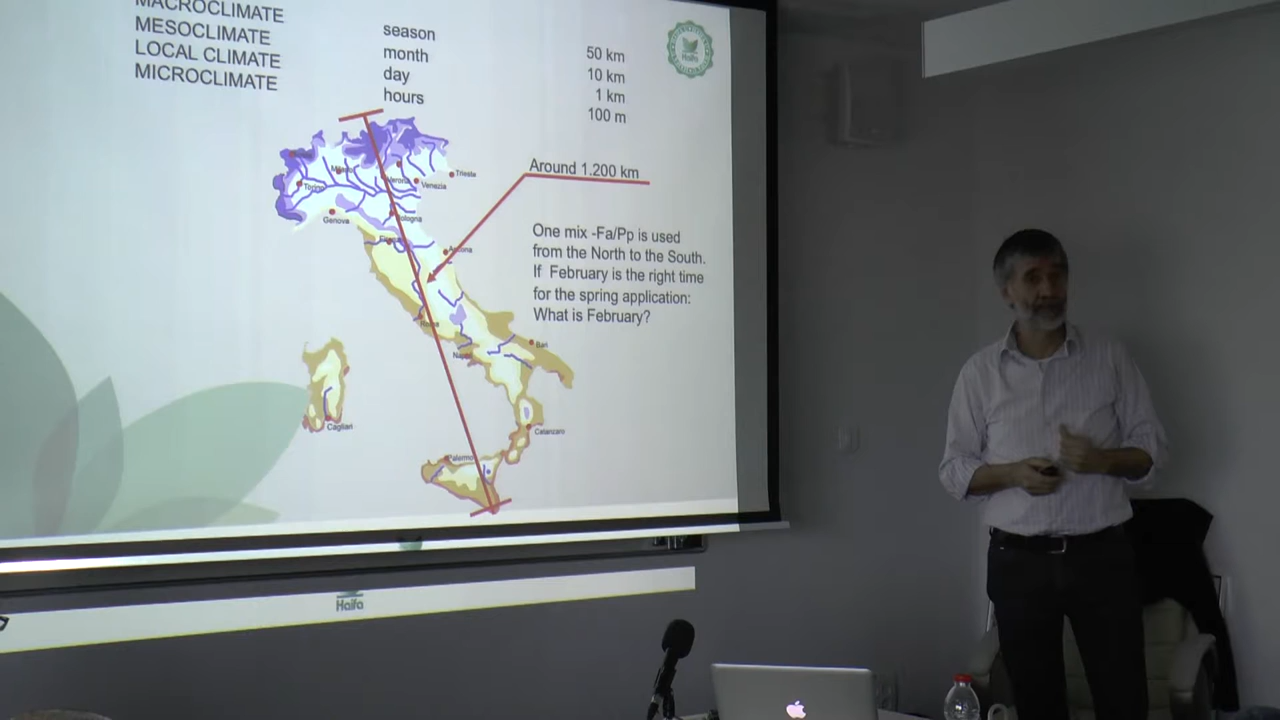 MACROCLIMATE
MESOCLIMATE
LOCAL CLIMATE
MICROCLIMATE
season
month
day
hours
50 km
10 km
1 km
100 m
Haifa
Around 1.200 km
One mix -Fa/Pp is used
from the North to the South.
If February is the right time
for the spring application:
What is February?
Milano
Torino
Verona
Venezia
Trieste
Genova
Bologna
Ancona
Roma
Napoli
Bari
Cagliari
Catanzaro
Palermo
Haifa